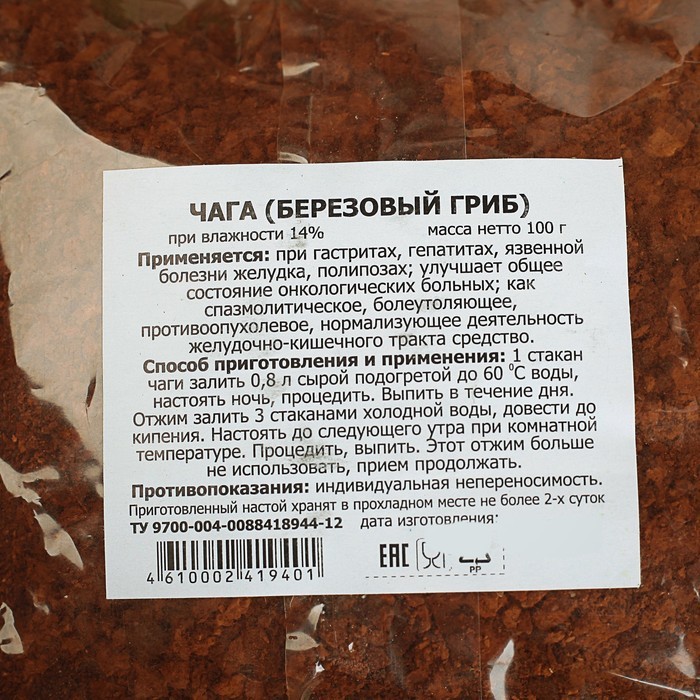 ЧАГА (БЕРЕЗОВЫЙ ГРИБ)
при влажности 14% масса нетто 100 г
Применяется: при гастритах, гепатитах, язвенной
болезни желудка, полипозах; улучшает общее
состояние онкологических больных; как
спазмолитическое, болеутоляющее,
противоопухолевое, нормализующее деятельность
желудочно-кишечного тракта средство.
Способ приготовления и применения: 1 стакан
чаги залить 0,8 л сырой подогретой до 60 ⁰С воды,
настоять ночь, процедить. Выпить в течение дня.
Отжим залить 3 стаканами холодной воды, довести до
кипения. Настоять до следующего утра при комнатной
температуре. Процедить, выпить. Этот отжим больше
не использовать, прием продолжать.
Противопоказания: индивидуальная непереносимость.
Приготовленный настой хранят в прохладном месте не более 2-х суток
ТУ 9700-004-0088418944-12 дата изготовления:
EAC PP
4 610002 419401